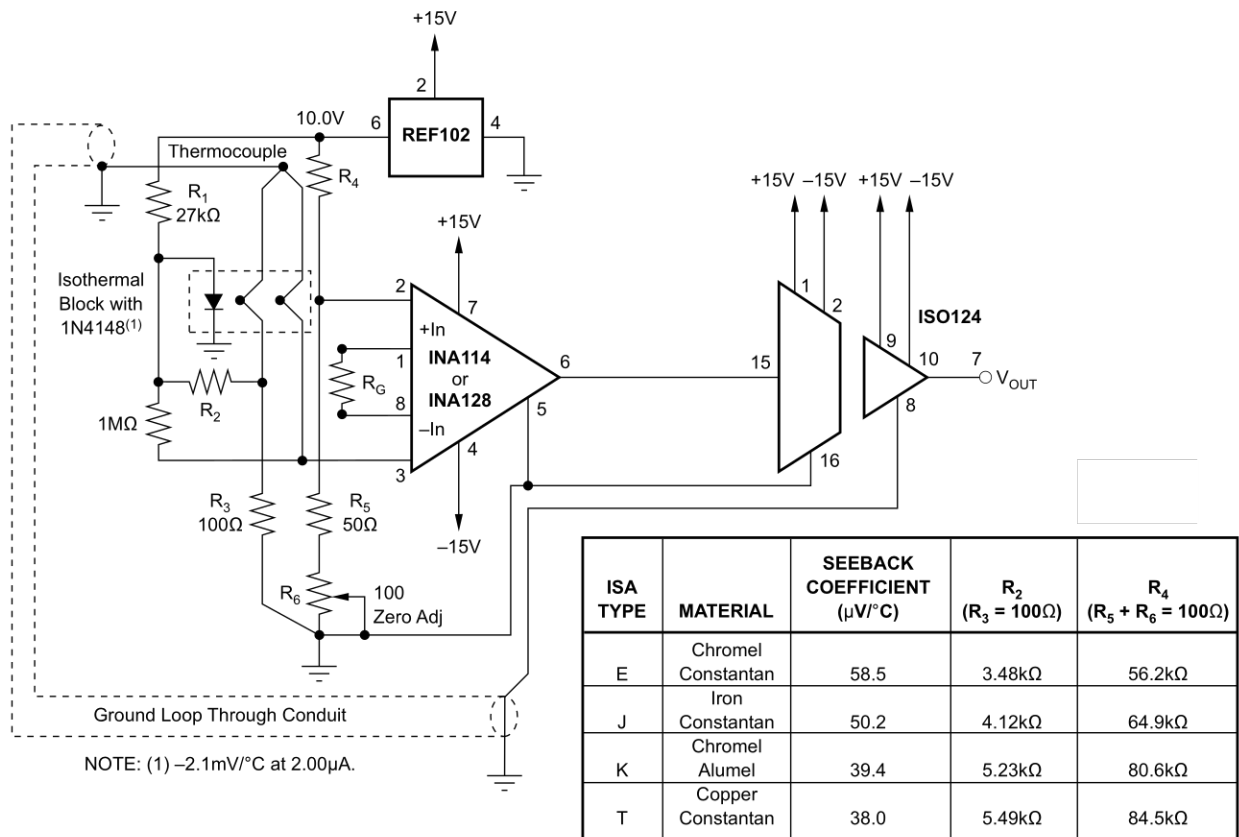 +15V
2
10.0V
6
REF102
4
Thermocouple
R4
R1
27kΩ
+15V
+15V –15V
+15V –15V
Isothermal
Block with
1N4148(1)
2
7
1
2
ISO124
+In
1
INA114
or
INA128
6
15
9
10
7
VOUT
RG
R2
8
–In
5
8
1MΩ
4
3
16
R3
100Ω
R5
50Ω
–15V
R6
100
Zero Adj
Ground Loop Through Conduit
NOTE: (1) –2.1mV/°C at 2.00µA.
ISA
TYPE
MATERIAL
SEEBACK
COEFFICIENT
(µV/°C)
R2
(R3 = 100Ω)
R4
(R5 + R6 = 100Ω)
E
Chromel
Constantan
58.5
3.48kΩ
56.2kΩ
J
Iron
Constantan
50.2
4.12kΩ
64.9kΩ
K
Chromel
Alumel
39.4
5.23kΩ
80.6kΩ
T
Copper
Constantan
38.0
5.49kΩ
84.5kΩ